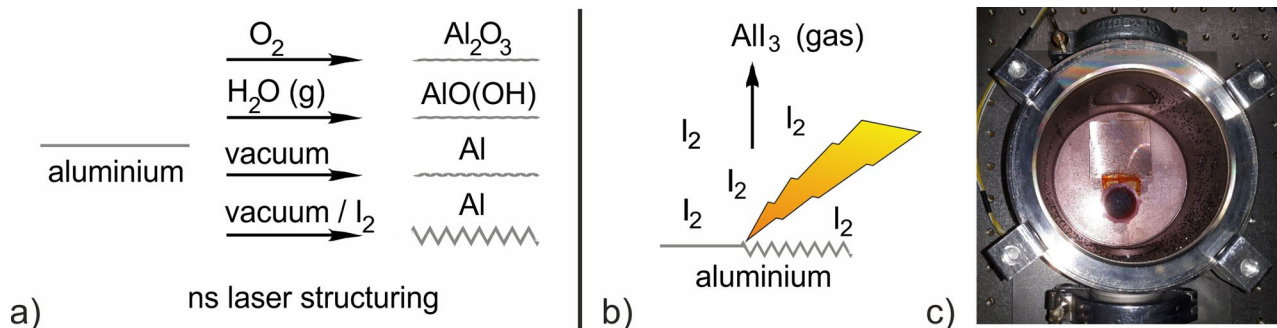 O₂
Al₂O₃
H₂O (g)
AlO(OH)
aluminium
vacuum
Al
vacuum / I₂
Al
ns laser structuring
a)
AlI₃ (gas)
I₂
I₂
I₂
I₂
I₂
aluminium
b)
c)